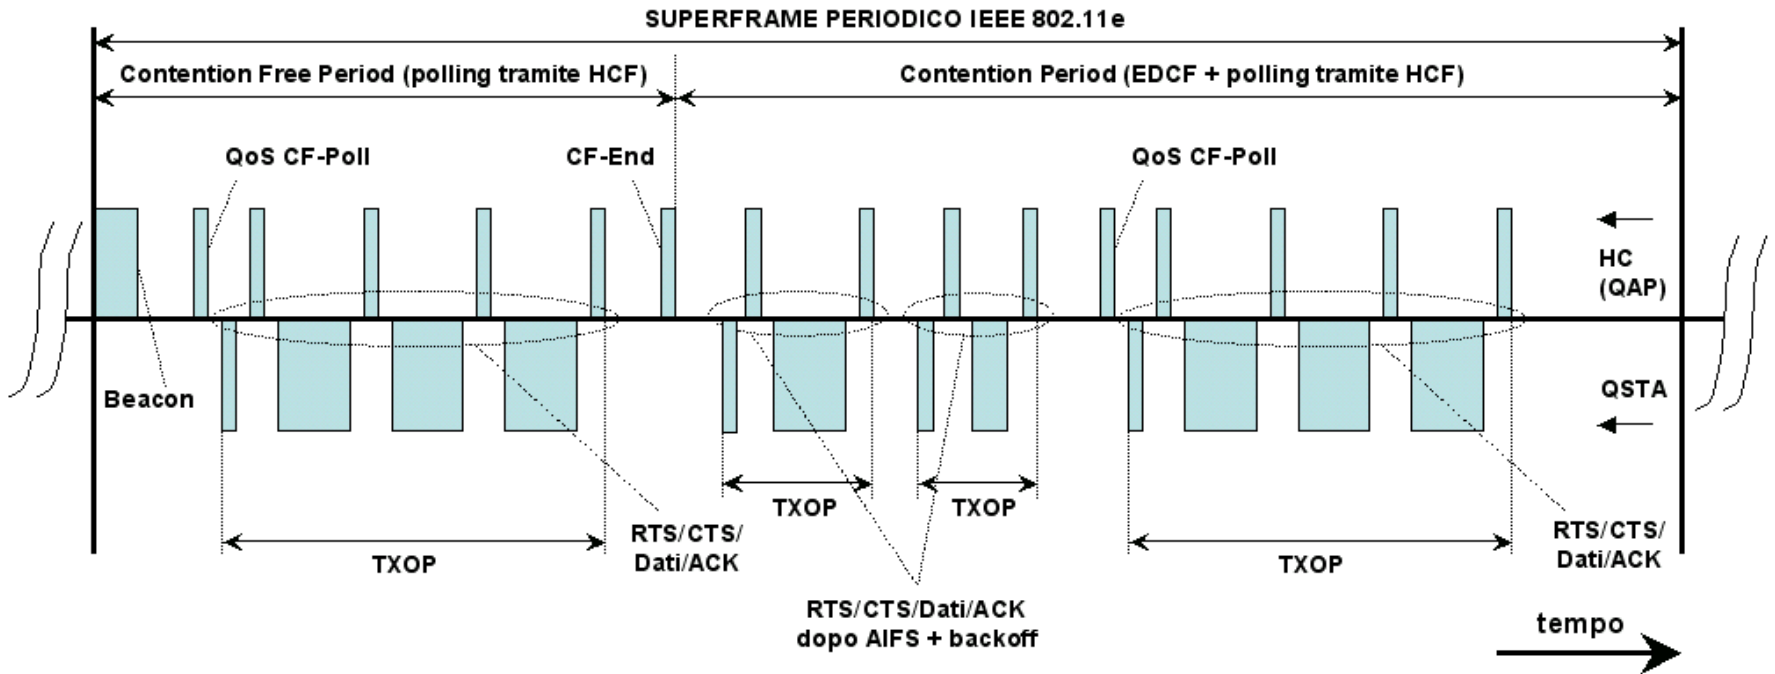 SUPERFRAME PERIODICO IEEE 802.11e
Contention Free Period (polling tramite HCF)
Contention Period (EDCF + polling tramite HCF)
QoS CF-Poll
CF-End
QoS CF-Poll
HC
(QAP)
Beacon
QSTA
TXOP
TXOP
RTS/CTS/
Dati/ACK
RTS/CTS/
Dati/ACK
TXOP
TXOP
RTS/CTS/Dati/ACK
dopo AIFS + backoff
tempo